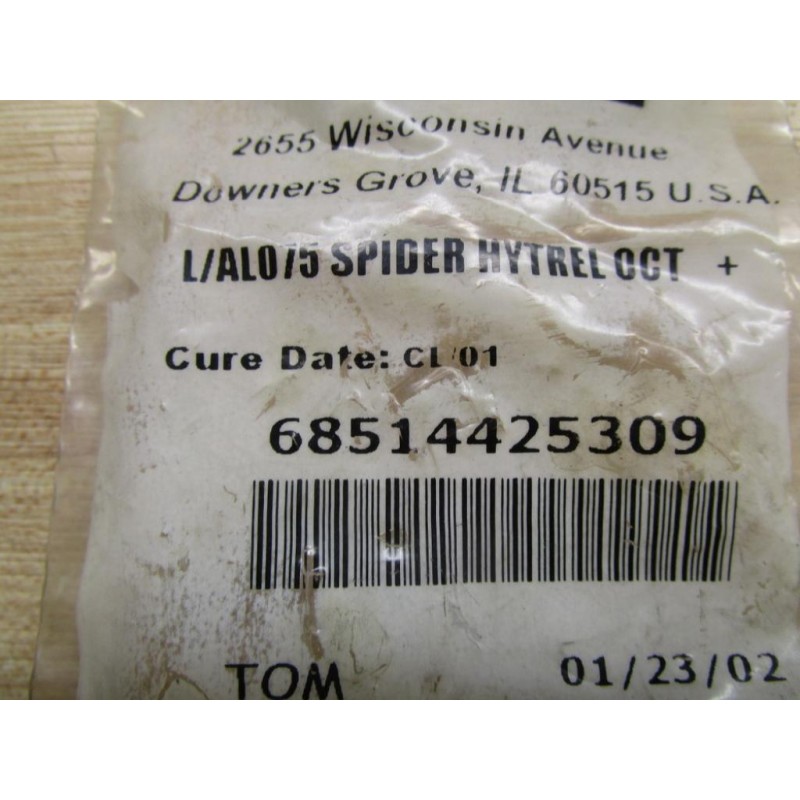 2655 Wisconsin Avenue
Downers Grove, IL 60515 U.S.A.
L/AL075 SPIDER HYTREL OCT +
Cure Date:
68514425309
TOM 01/23/02